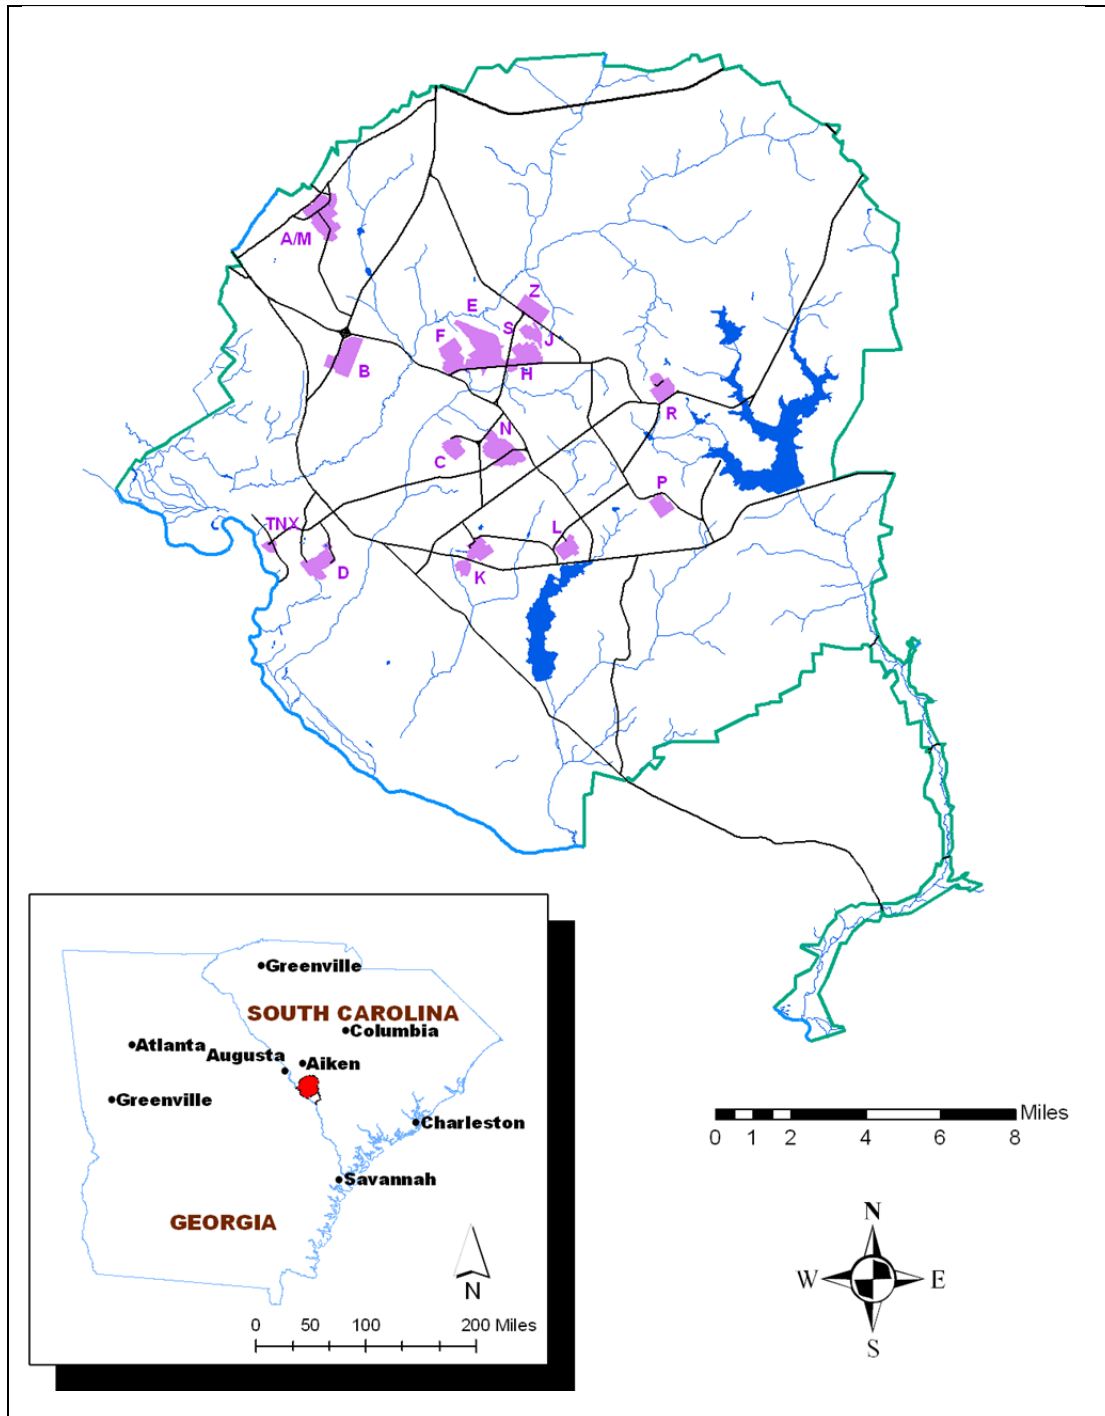 A/M
Z
E
F
S
J
B
H
R
N
C
P
TNX
L
D
K
Greenville
SOUTH CAROLINA
Columbia
Atlanta
Augusta
Aiken
Greenville
Charleston
Savannah
GEORGIA
N
0 50 100 200 Miles
Miles
0 1 2 4 6 8
N
W E
S